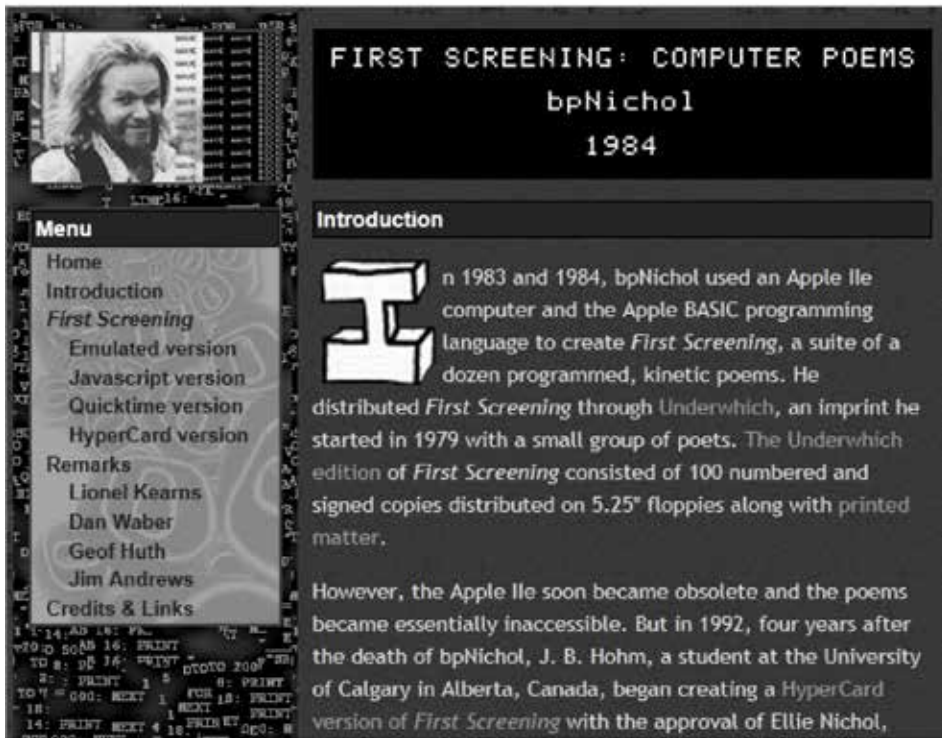 FIRST SCREENING: COMPUTER POEMS
bpNichol
1984
Menu
Home
Introduction
First Screening
Emulated version
Javascript version
Quicktime version
HyperCard version
Remarks
Lionel Kearns
Dan Waber
Geof Huth
Jim Andrews
Credits & Links
Introduction
In 1983 and 1984, bpNichol used an Apple IIe
computer and the Apple BASIC programming
language to create First Screening, a suite of a
dozen programmed, kinetic poems. He
distributed First Screening through Underwhich, an imprint he
started in 1979 with a small group of poets. The Underwhich
edition of First Screening consisted of 100 numbered and
signed copies distributed on 5.25" floppies along with printed
matter.
However, the Apple IIe soon became obsolete and the poems
became essentially inaccessible. But in 1992, four years after
the death of bpNichol, J. B. Hohm, a student at the University
of Calgary in Alberta, Canada, began creating a HyperCard
version of First Screening with the approval of Ellie Nichol,